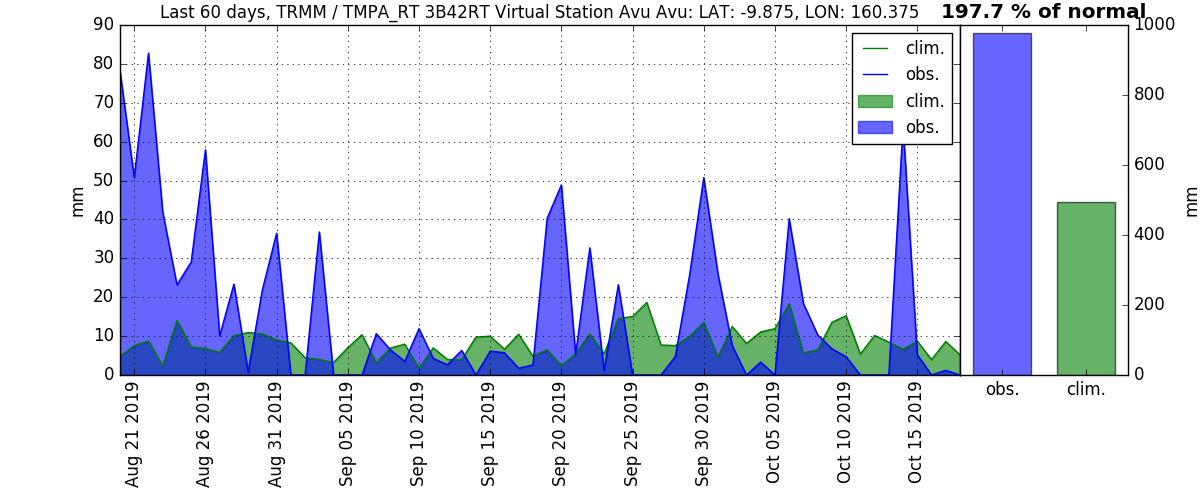 Last 60 days, TRMM / TMPA_RT 3B42RT Virtual Station Avu Avu: LAT: -9.875, LON: 160.375
197.7 % of normal
90
80
70
60
50
40
30
20
10
0
mm
clim.
obs.
clim.
obs.
1000
800
600
400
200
0
mm
Aug 21 2019
Aug 26 2019
Aug 31 2019
Sep 05 2019
Sep 10 2019
Sep 15 2019
Sep 20 2019
Sep 25 2019
Sep 30 2019
Oct 05 2019
Oct 10 2019
Oct 15 2019
obs.
clim.